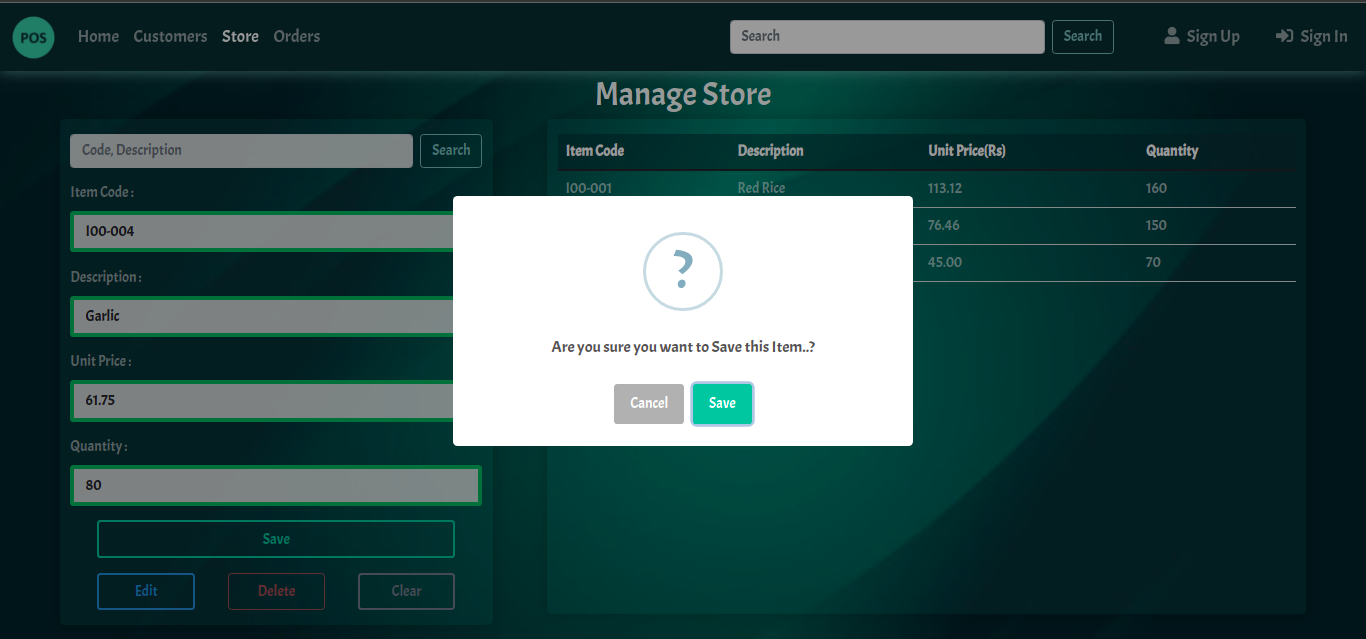 POS Home Customers Store Orders Search Search Sign Up Sign In
Manage Store
Code, Description Search
Item Code :
I00-004
Description :
Garlic
Unit Price :
61.75
Quantity :
80
Save
Edit Delete Clear
Item Code Description Unit Price(Rs) Quantity
I00-001 Red Rice 113.12 160
76.46 150
45.00 70
?
Are you sure you want to Save this Item..?
Cancel Save